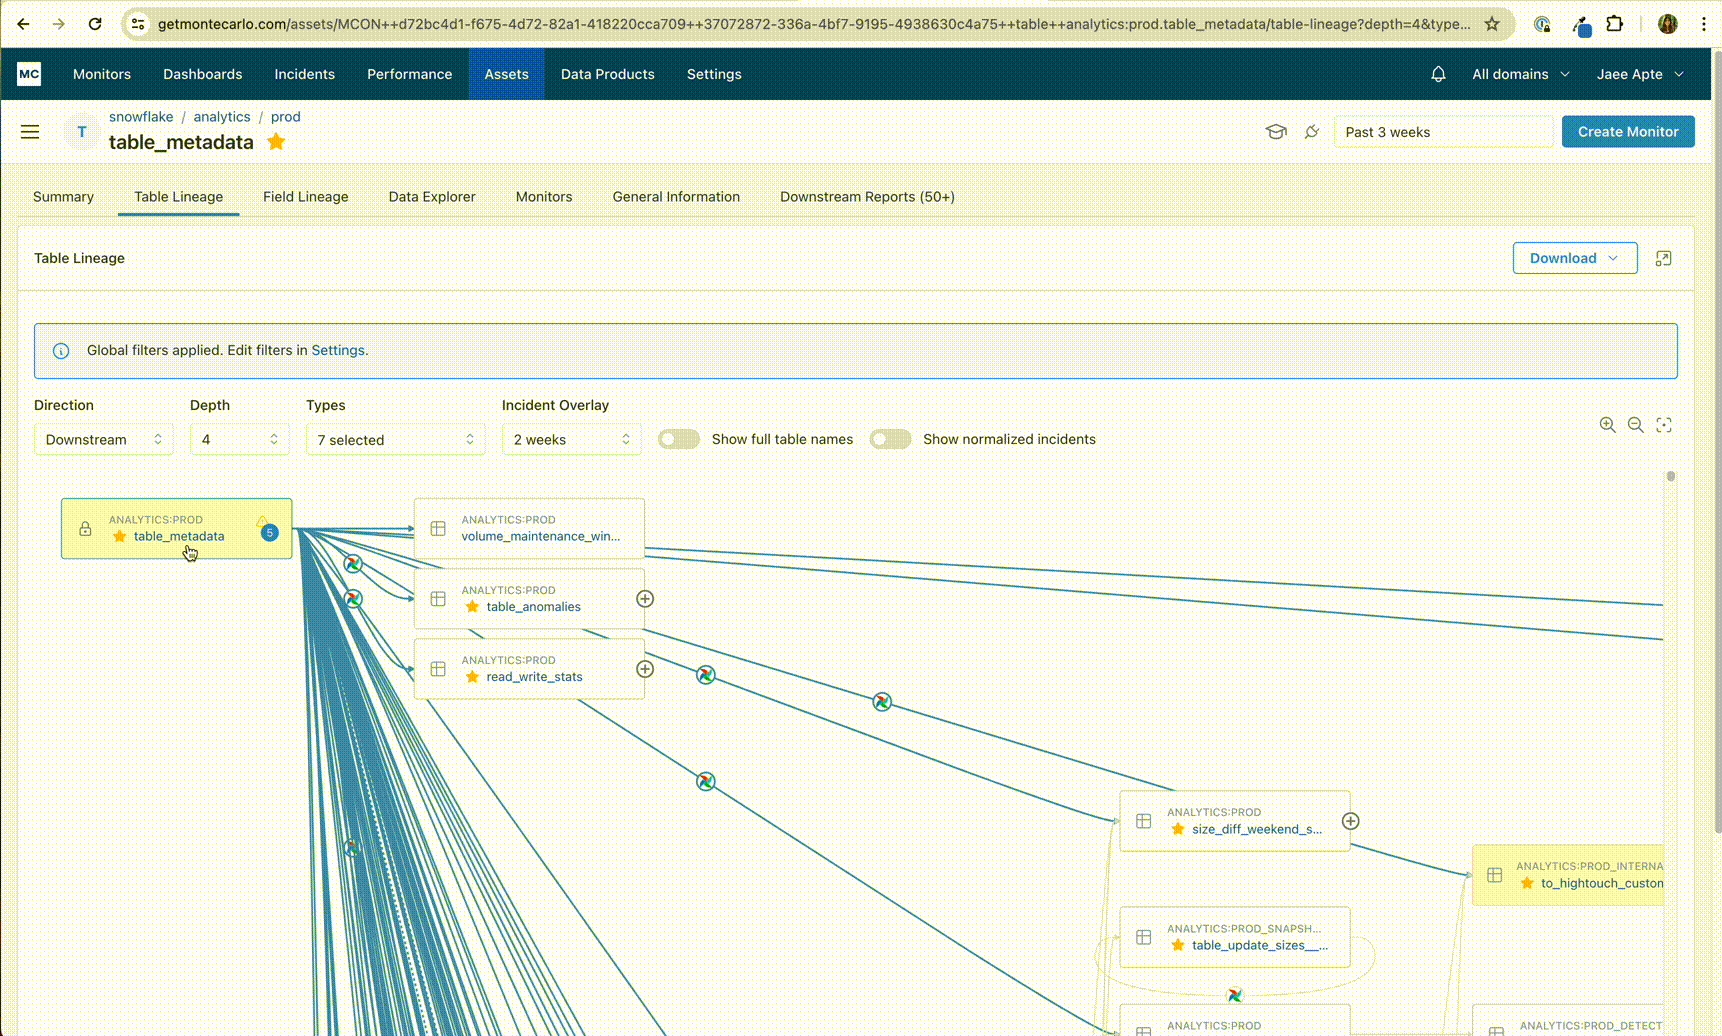 getmontecarlo.com/assets/MCON++d72bc4d1-f675-4d72-82a1-418220cca709++37072872-336a-4bf7-9195-4938630c4a75++table++analytics:prod.table_metadata/table-lineage?depth=4&type...
MC Monitors Dashboards Incidents Performance Assets Data Products Settings All domains Jaee Apte
snowflake / analytics / prod
T table_metadata
Past 3 weeks
Create Monitor
Summary Table Lineage Field Lineage Data Explorer Monitors General Information Downstream Reports (50+)
Table Lineage
Download
Global filters applied. Edit filters in Settings.
Direction Depth Types Incident Overlay
Downstream 4 7 selected 2 weeks Show full table names Show normalized incidents
ANALYTICS:PROD
table_metadata
5
ANALYTICS:PROD
volume_maintenance_win...
ANALYTICS:PROD
table_anomalies
ANALYTICS:PROD
read_write_stats
ANALYTICS:PROD
size_diff_weekend_s...
ANALYTICS:PROD_INTERNA
to_hightouch_custon
ANALYTICS:PROD_SNAPSH...
table_update_sizes__...
ANALYTICS:PROD
ANALYTICS:PROD_DETECT